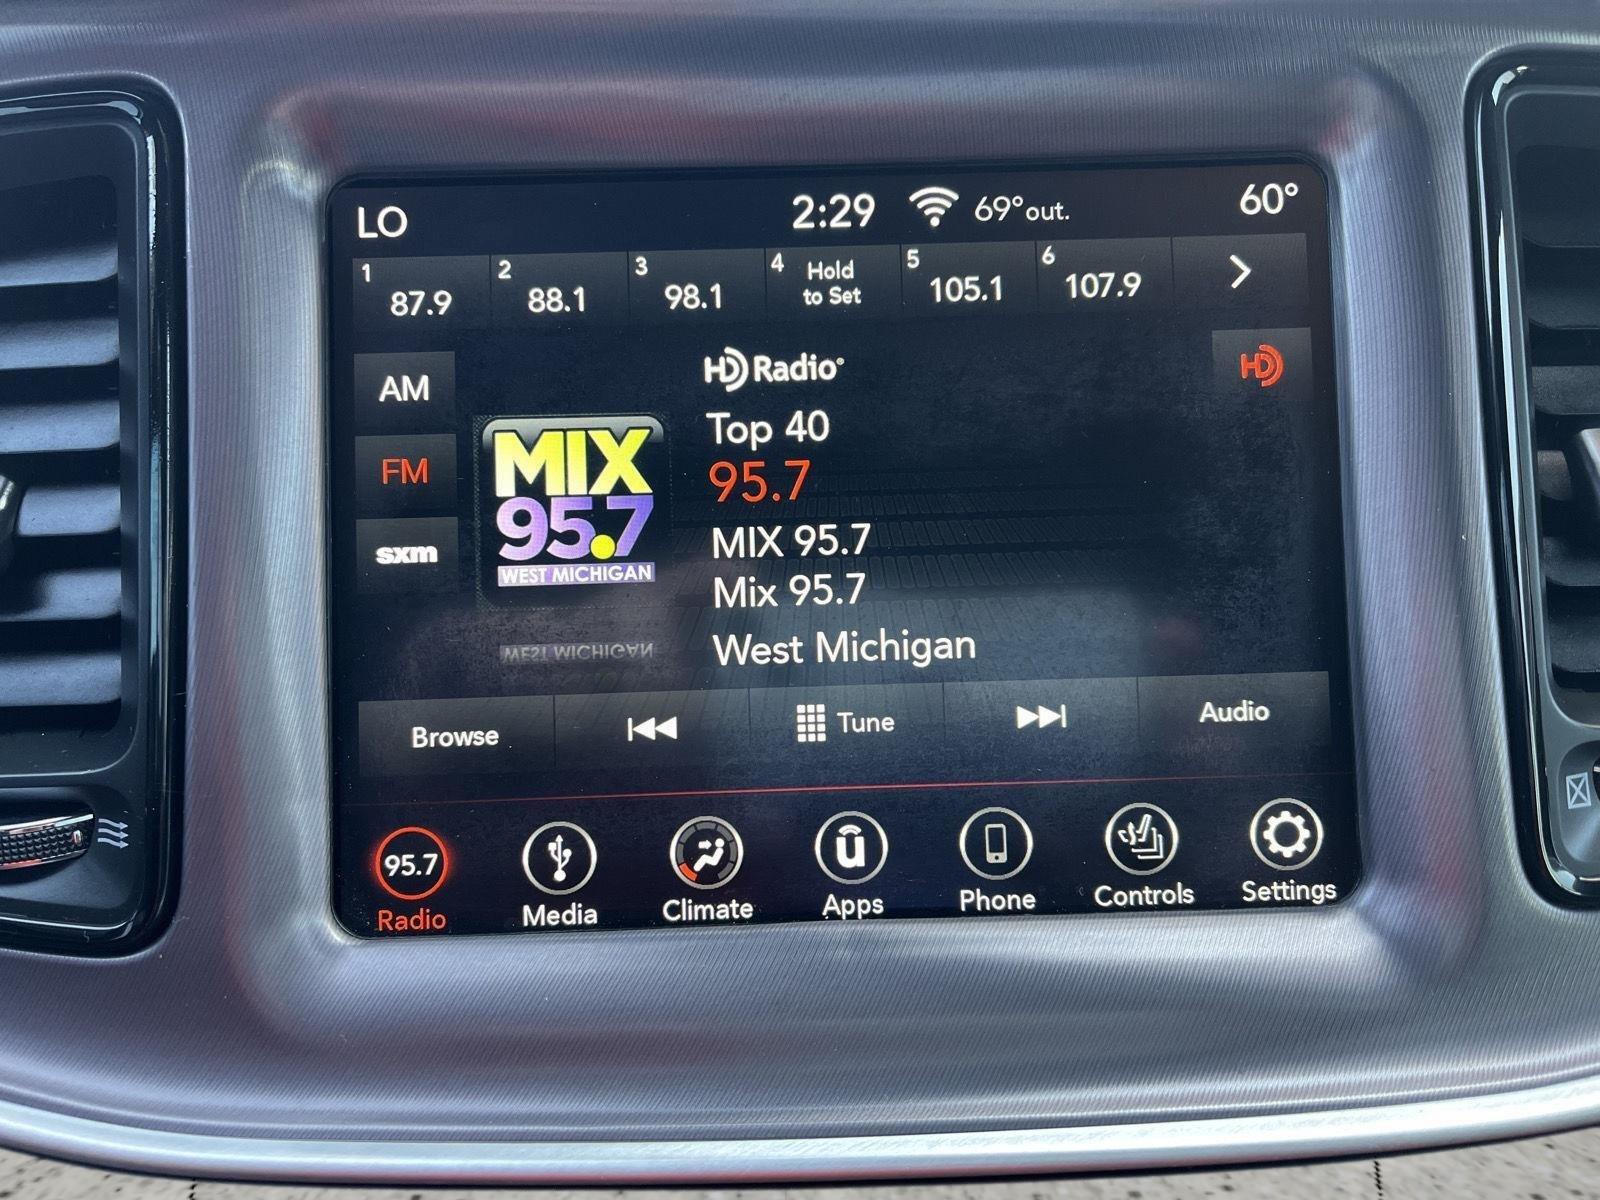 LO
2:29
69°out.
60°
1 87.9
2 88.1
3 98.1
4 Hold
to Set
5 105.1
6 107.9
AM
FM
sxm
MIX
95.7
WEST MICHIGAN
HD Radio
Top 40
95.7
MIX 95.7
Mix 95.7
West Michigan
HD
WEST MICHIGAN
Browse
Tune
Audio
95.7
Radio
Media
Climate
u
Apps
Phone
Controls
Settings